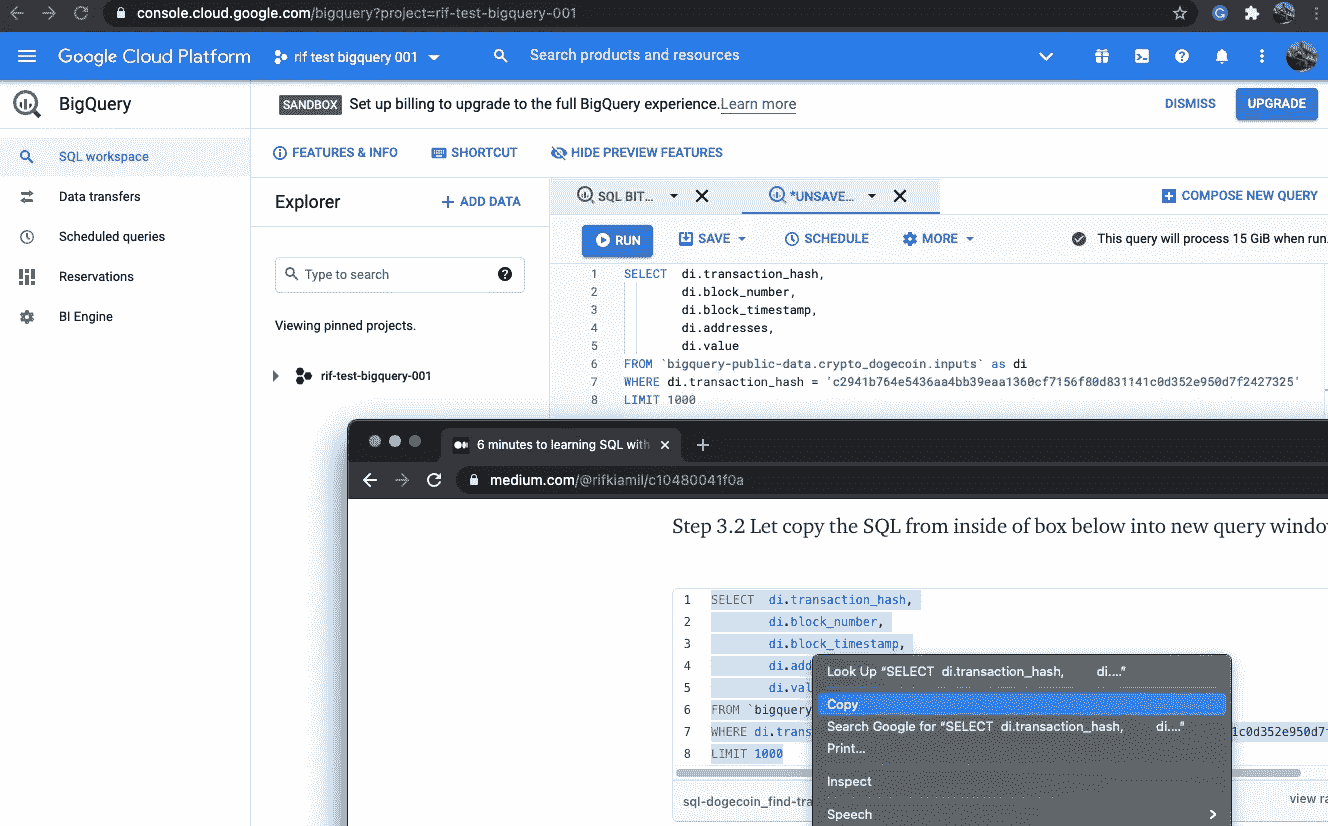 console.cloud.google.com/bigquery?project=rif-test-bigquery-001
Google Cloud Platform
rif test bigquery 001
Search products and resources
BigQuery
SANDBOX Set up billing to upgrade to the full BigQuery experience. Learn more
DISMISS
UPGRADE
SQL workspace
Data transfers
Scheduled queries
Reservations
BI Engine
FEATURES & INFO
SHORTCUT
HIDE PREVIEW FEATURES
Explorer
+ ADD DATA
Type to search
Viewing pinned projects.
rif-test-bigquery-001
SQL BIT...
*UNSAVE...
COMPOSE NEW QUERY
RUN
SAVE
SCHEDULE
MORE
This query will process 15 GiB when run.
1 SELECT di.transaction_hash,
2 di.block_number,
3 di.block_timestamp,
4 di.addresses,
5 di.value
6 FROM `bigquery-public-data.crypto_dogecoin.inputs` as di
7 WHERE di.transaction_hash = 'c2941b764e5436aa4bb39eaa1360cf7156f80d831141c0d352e950d7f2427325'
8 LIMIT 1000
6 minutes to learning SQL with
medium.com/@rifkiamil/c10480041f0a
Step 3.2 Let copy the SQL from inside of box below into new query windo
1 SELECT di.transaction_hash,
2 di.block_number,
3 di.block_timestamp,
4 di.add
5 di.val
6 FROM `bigquery
7 WHERE di.trans 1c0d352e950d7f
8 LIMIT 1000
sql-dogecoin_find-tra
view ra
Look Up “SELECT di.transaction_hash, di....”
Copy
Search Google for “SELECT di.transaction_hash, di....”
Print...
Inspect
Speech